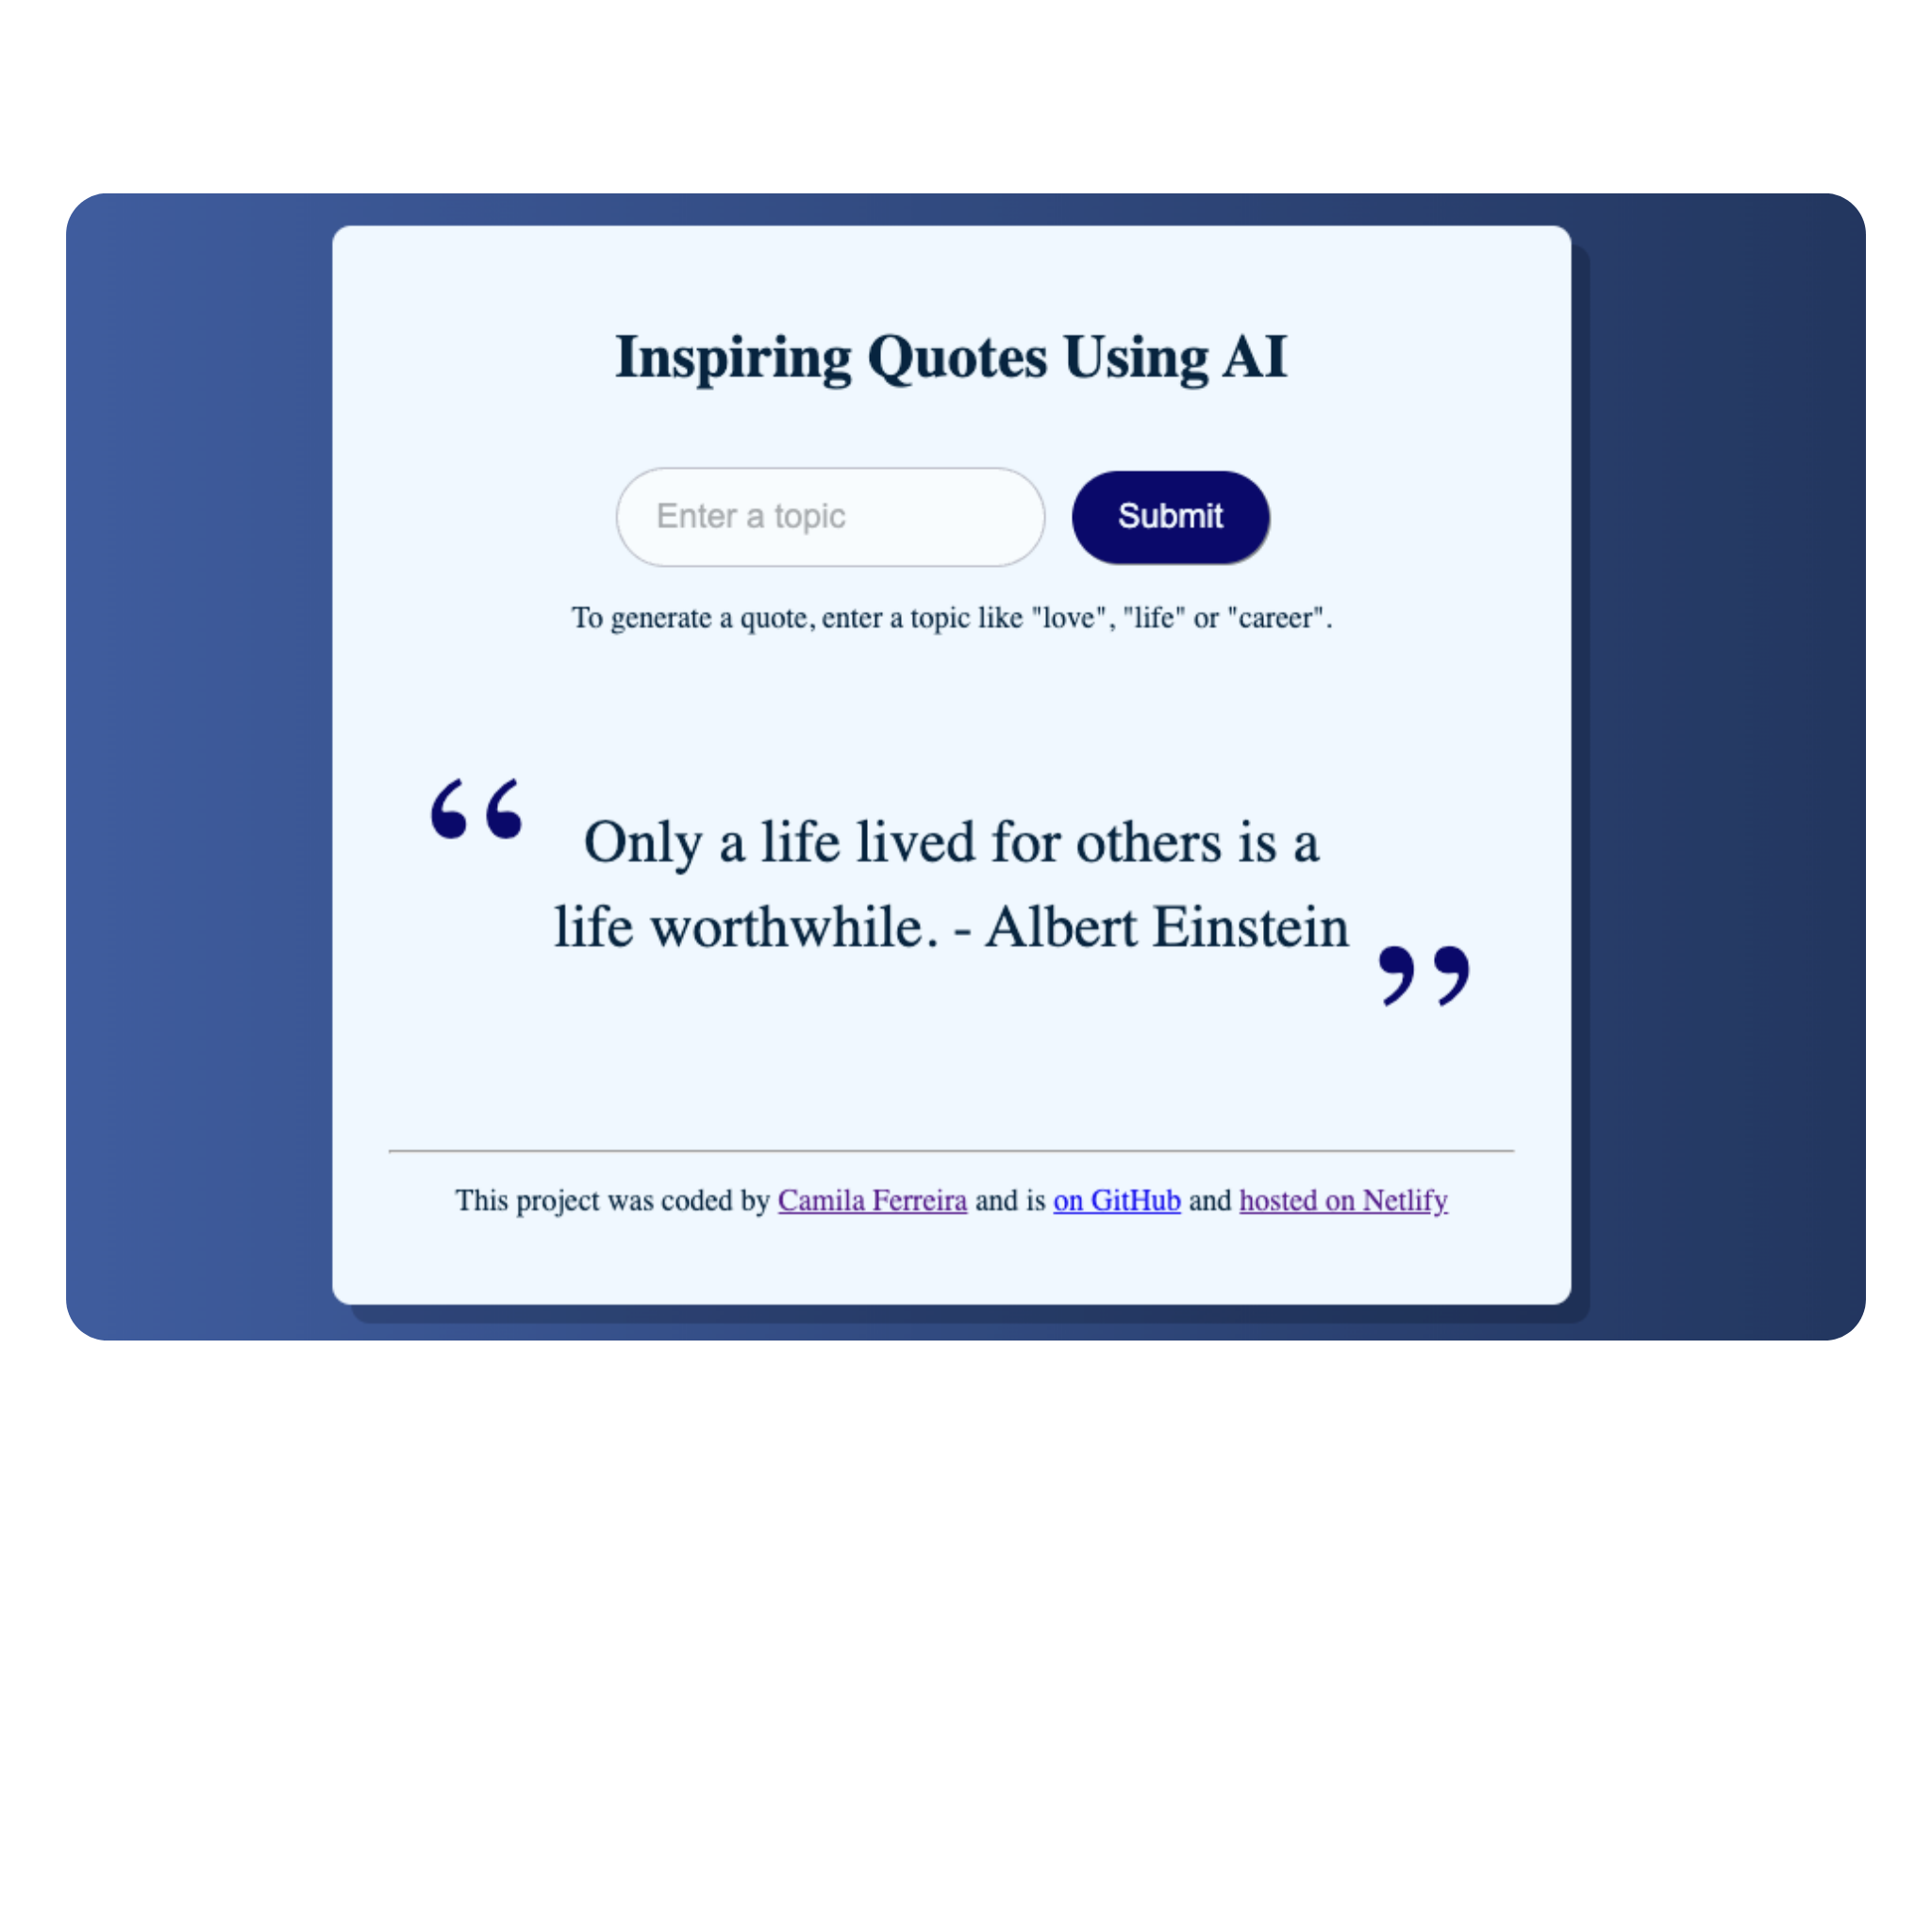 Inspiring Quotes Using AI
Enter a topic
Submit
To generate a quote, enter a topic like "love", "life" or "career".
“ Only a life lived for others is a
life worthwhile. - Albert Einstein ”
This project was coded by Camila Ferreira and is on GitHub and hosted on Netlify